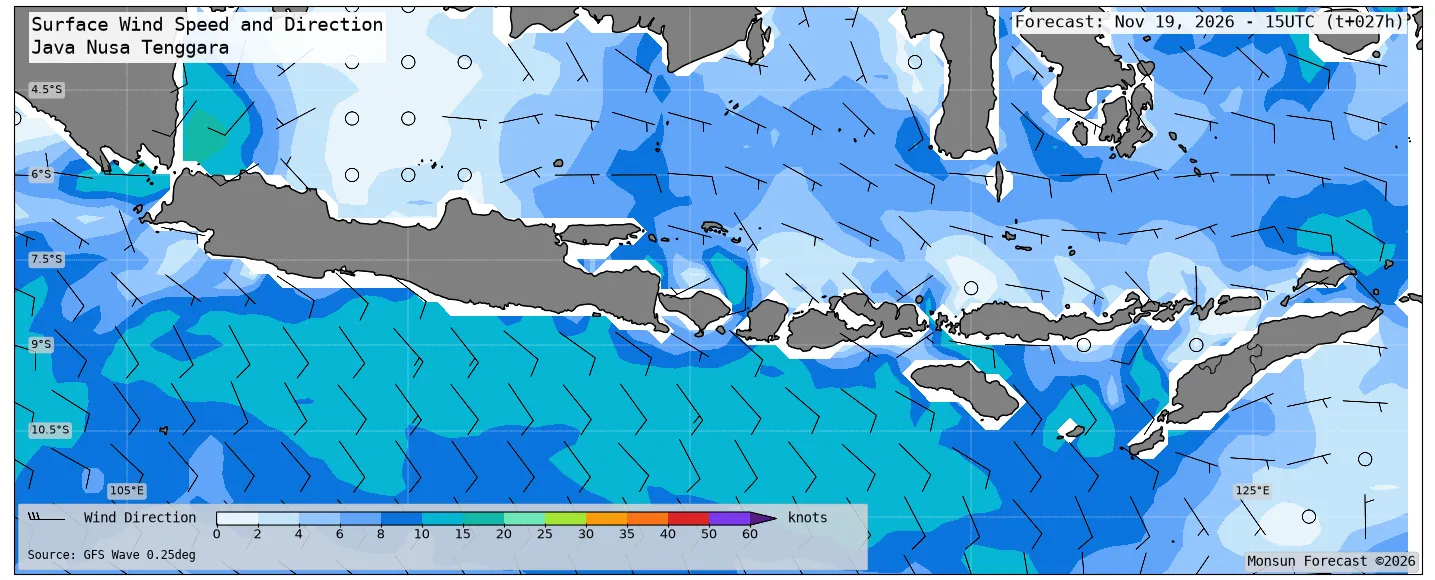 Surface Wind Speed and Direction
Java Nusa Tenggara
Forecast: Nov 19, 2026 - 15UTC (t+027h)
4.5°S
6°S
7.5°S
9°S
10.5°S
105°E
125°E
Wind Direction
0 2 4 6 8 10 15 20 25 30 35 40 50 60
knots
Source: GFS Wave 0.25deg
Monsun Forecast ©2026